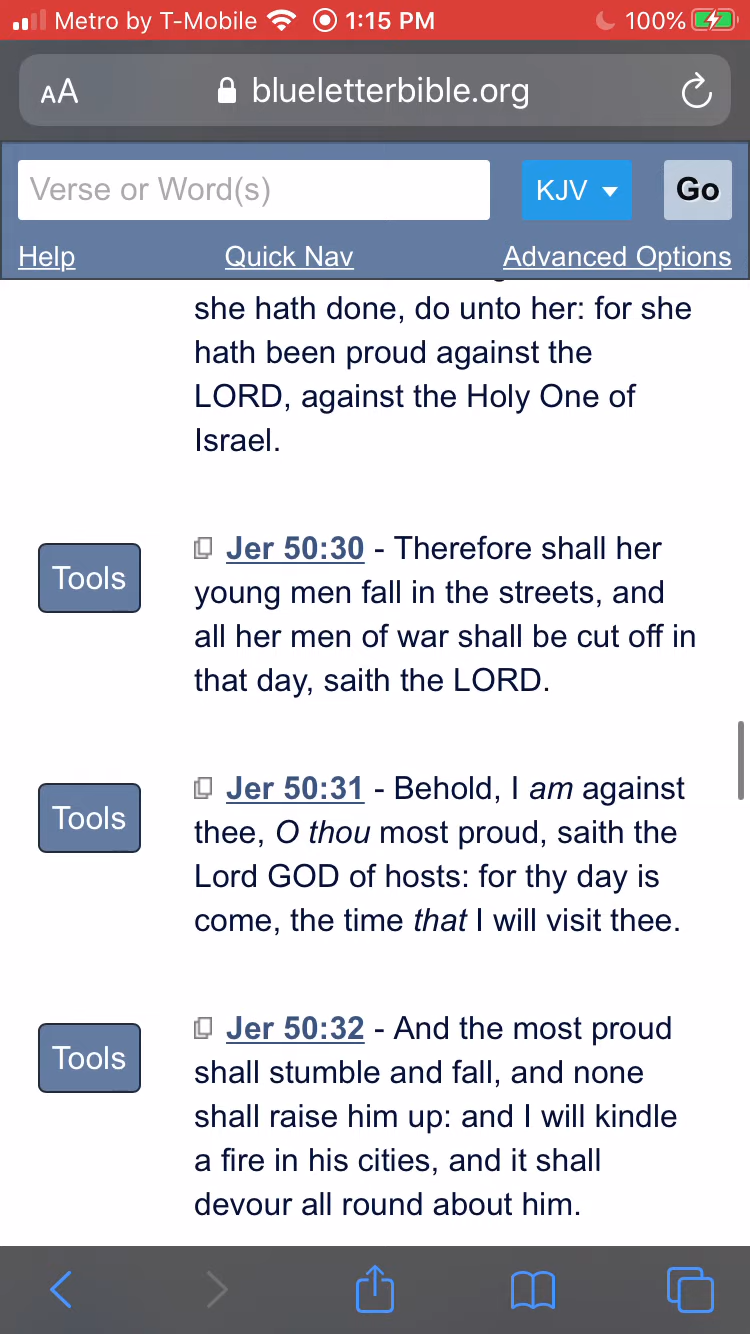 Metro by T-Mobile 1:15 PM 100%
AA blueletterbible.org
Verse or Word(s) KJV Go
Help Quick Nav Advanced Options
she hath done, do unto her: for she
hath been proud against the
LORD, against the Holy One of
Israel.
Tools
Jer 50:30 - Therefore shall her
young men fall in the streets, and
all her men of war shall be cut off in
that day, saith the LORD.
Tools
Jer 50:31 - Behold, I am against
thee, O thou most proud, saith the
Lord GOD of hosts: for thy day is
come, the time that I will visit thee.
Tools
Jer 50:32 - And the most proud
shall stumble and fall, and none
shall raise him up: and I will kindle
a fire in his cities, and it shall
devour all round about him.